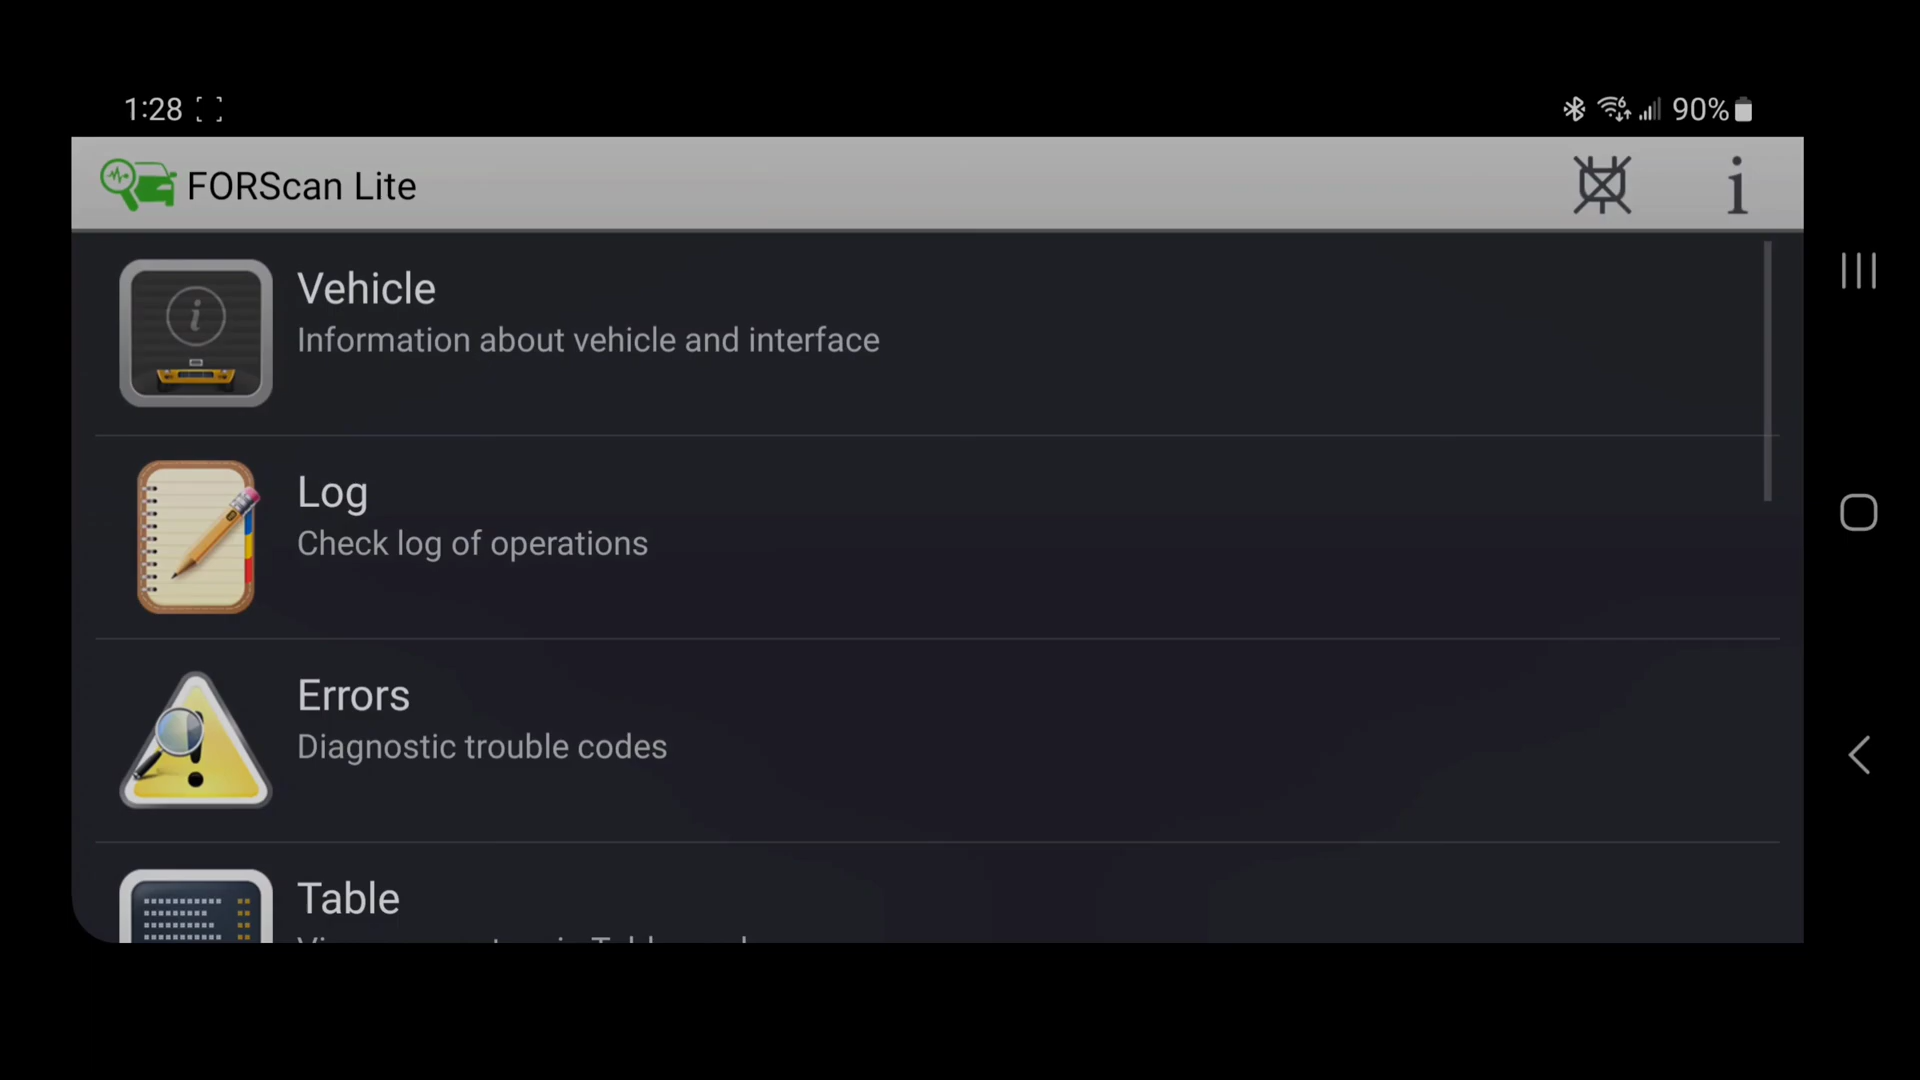 1:28
90%
FORScan Lite
Vehicle
Information about vehicle and interface
Log
Check log of operations
Errors
Diagnostic trouble codes
Table